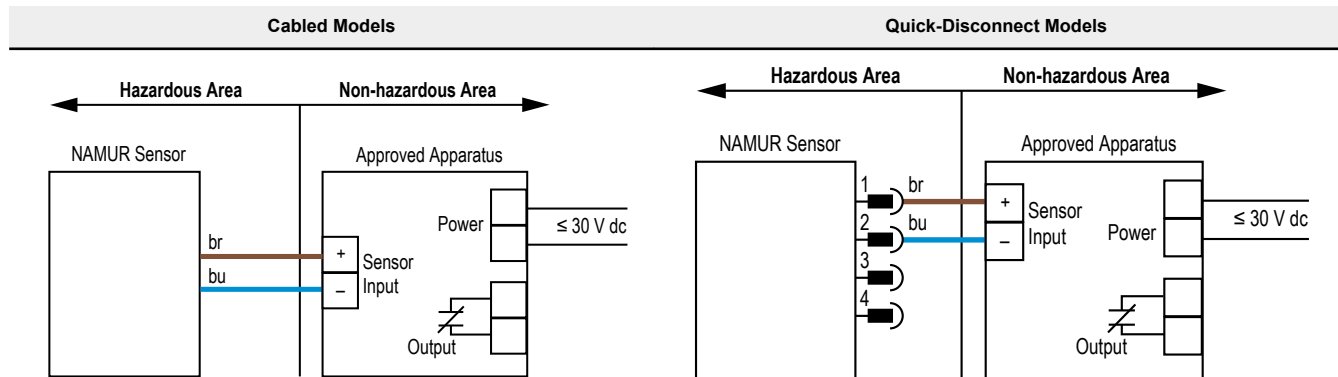 Cabled Models
Hazardous Area
Non-hazardous Area
NAMUR Sensor
Approved Apparatus
Power
≤ 30 V dc
br
+
Sensor
bu
–
Input
Output
Quick-Disconnect Models
Hazardous Area
Non-hazardous Area
NAMUR Sensor
Approved Apparatus
1
br
+
Sensor
2
bu
–
Input
Power
≤ 30 V dc
3
4
Output